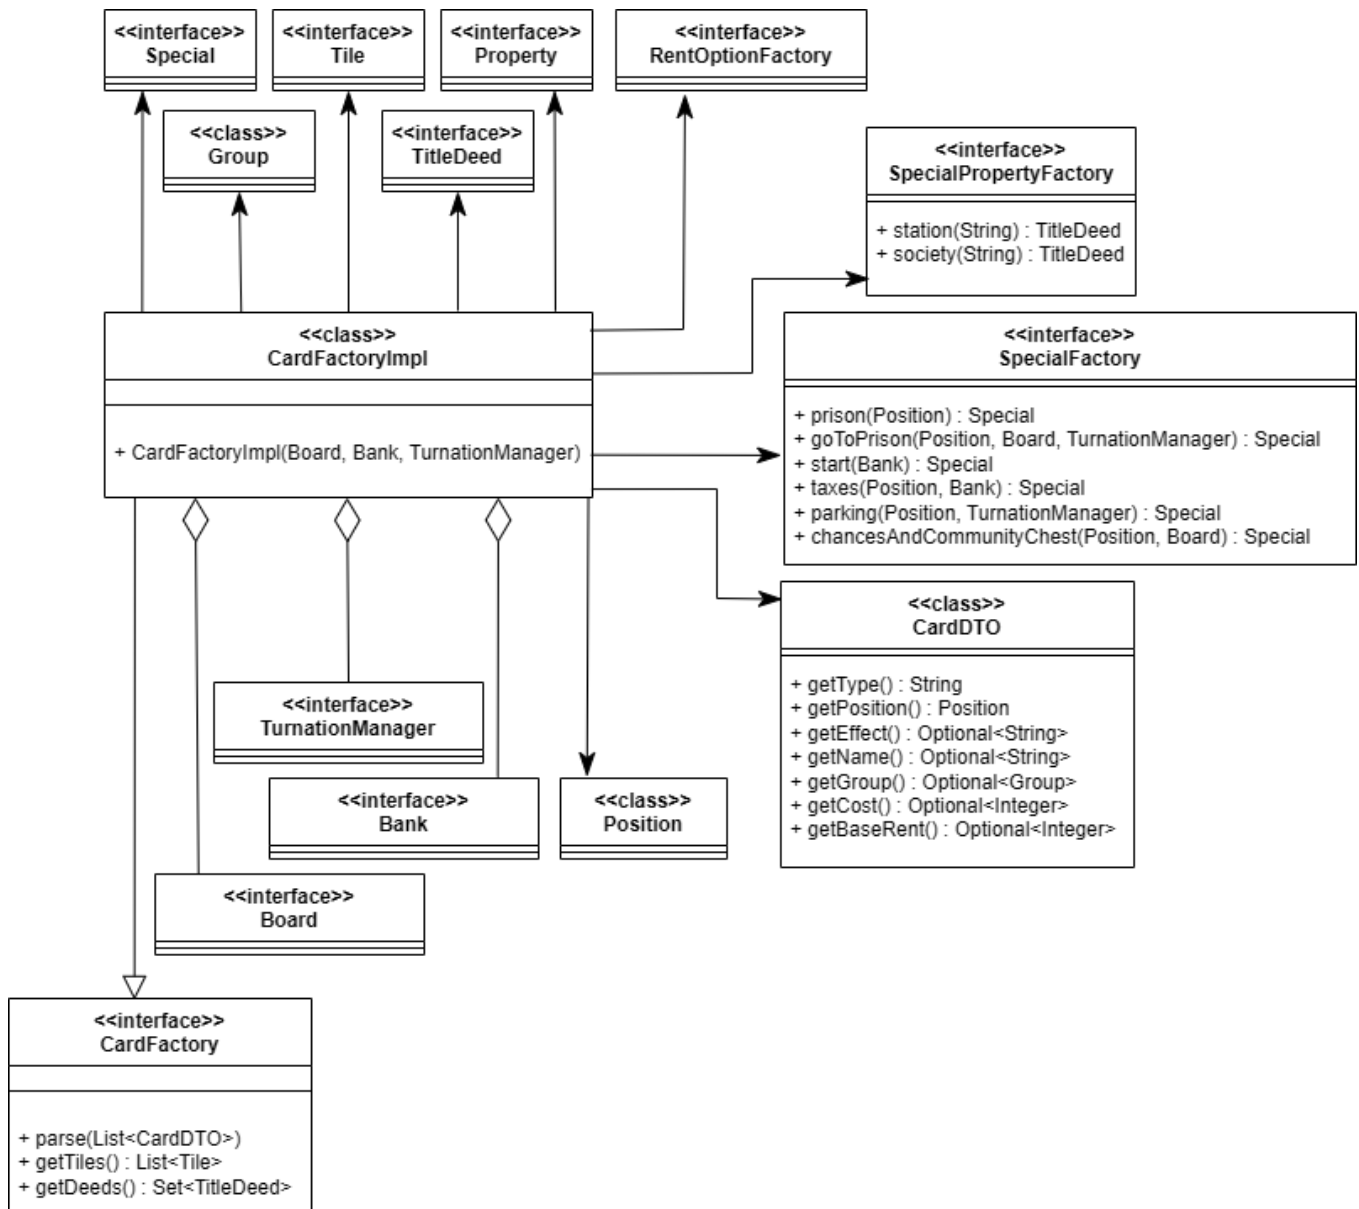 <<interface>>
Special
<<interface>>
Tile
<<interface>>
Property
<<interface>>
RentOptionFactory
<<class>>
Group
<<interface>>
TitleDeed
<<interface>>
SpecialPropertyFactory
+ station(String) : TitleDeed
+ society(String) : TitleDeed
<<class>>
CardFactoryImpl
+ CardFactoryImpl(Board, Bank, TurnationManager)
<<interface>>
SpecialFactory
+ prison(Position) : Special
+ goToPrison(Position, Board, TurnationManager) : Special
+ start(Bank) : Special
+ taxes(Position, Bank) : Special
+ parking(Position, TurnationManager) : Special
+ chancesAndCommunityChest(Position, Board) : Special
<<class>>
CardDTO
+ getType() : String
+ getPosition() : Position
+ getEffect() : Optional<String>
+ getName() : Optional<String>
+ getGroup() : Optional<Group>
+ getCost() : Optional<Integer>
+ getBaseRent() : Optional<Integer>
<<interface>>
TurnationManager
<<interface>>
Bank
<<class>>
Position
<<interface>>
Board
<<interface>>
CardFactory
+ parse(List<CardDTO>)
+ getTiles() : List<Tile>
+ getDeeds() : Set<TitleDeed>